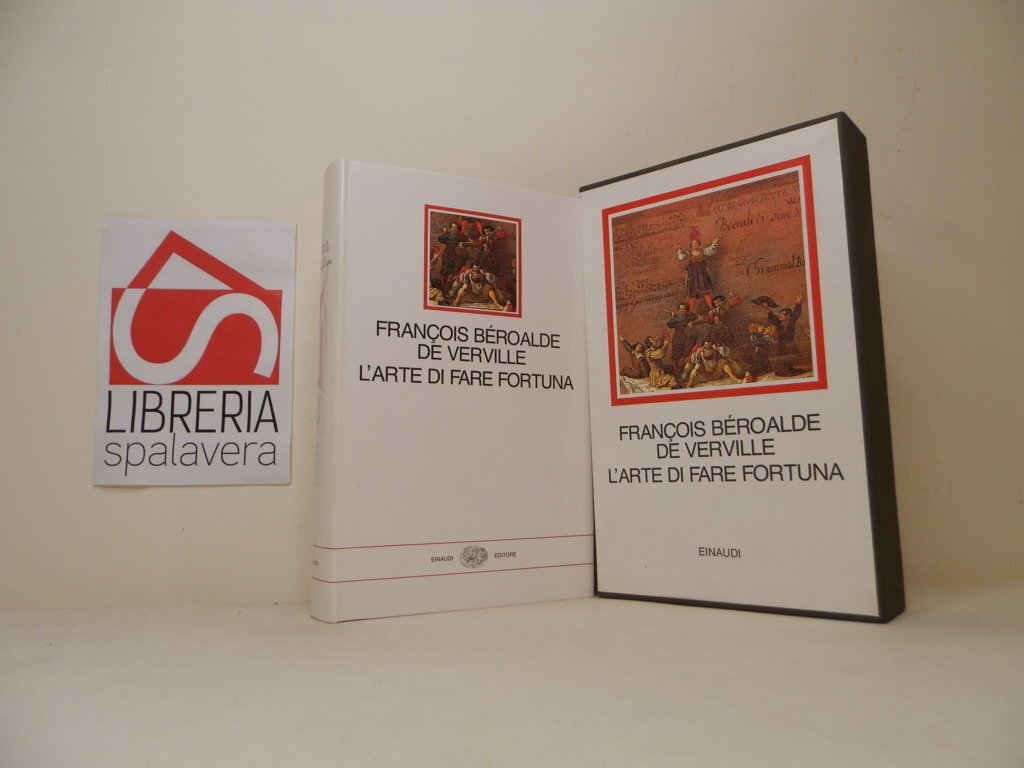 LIBRERIA
spalavera
FRANÇOIS BÉROALDE
DE VERVILLE
L'ARTE DI FARE FORTUNA
EINAUDI EDITORE
FRANÇOIS BÉROALDE
DE VERVILLE
L'ARTE DI FARE FORTUNA
EINAUDI